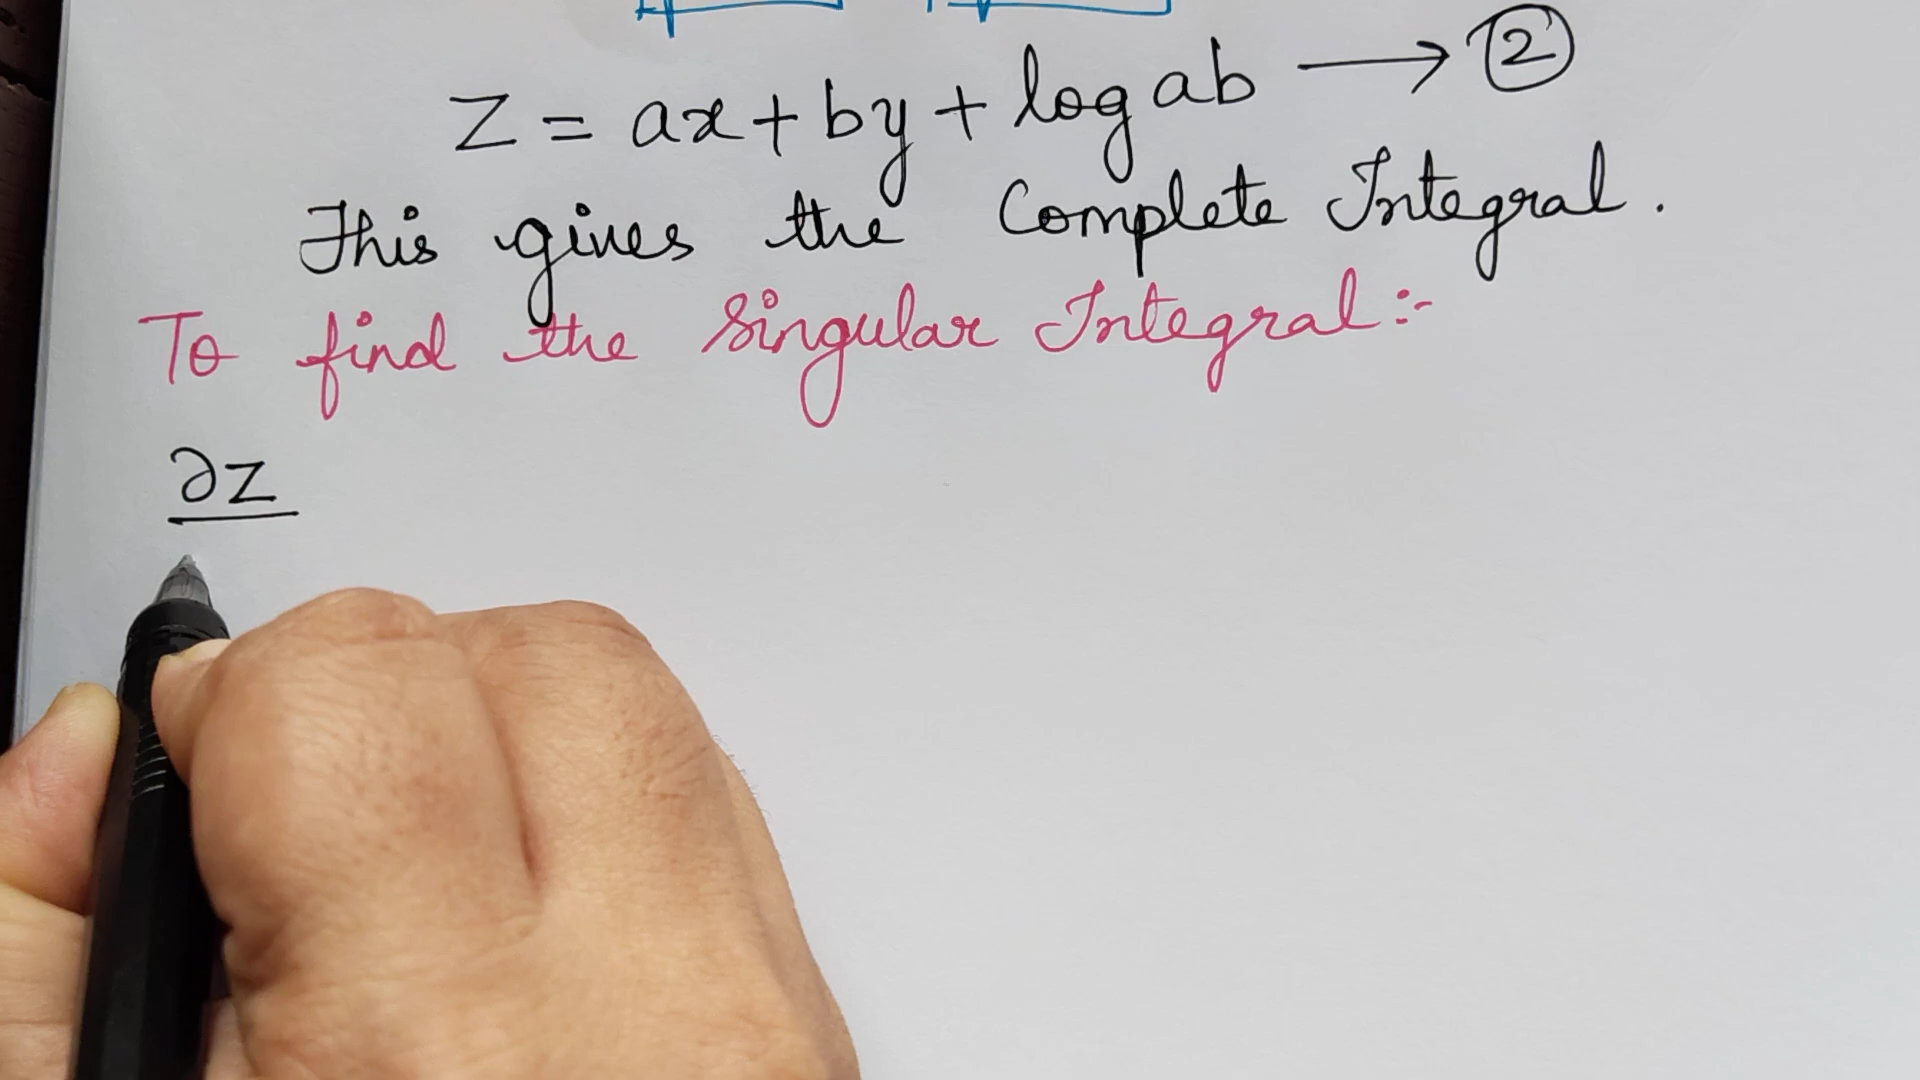 Z = ax + by + log ab → ②
This gives the Complete Integral.
To find the Singular Integral:-
∂Z